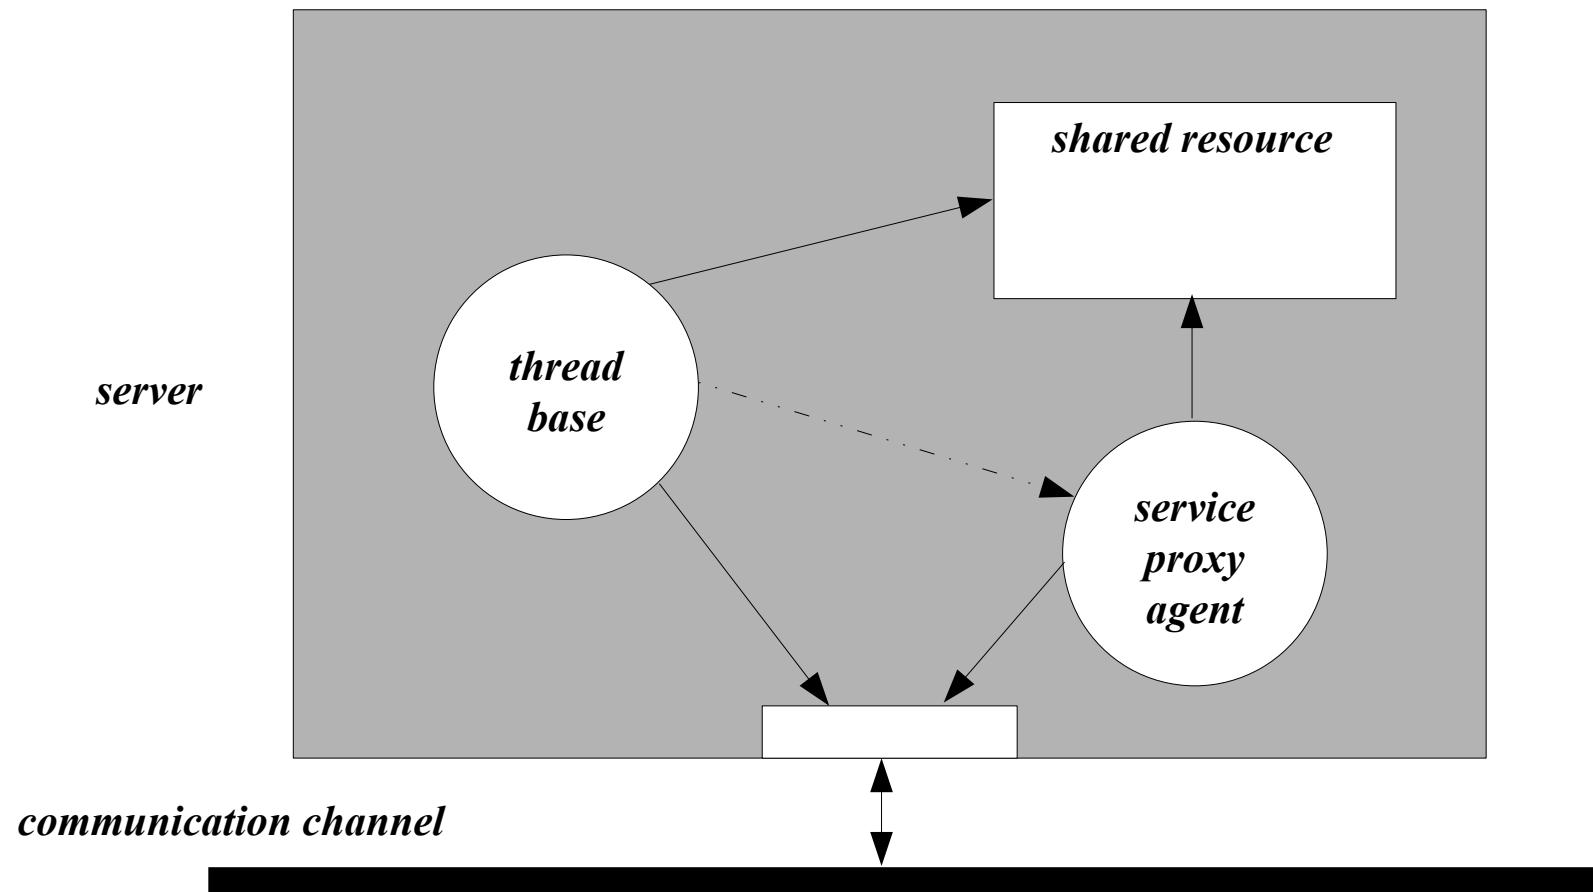 shared resource
thread
base
server
service
proxy
agent
communication channel